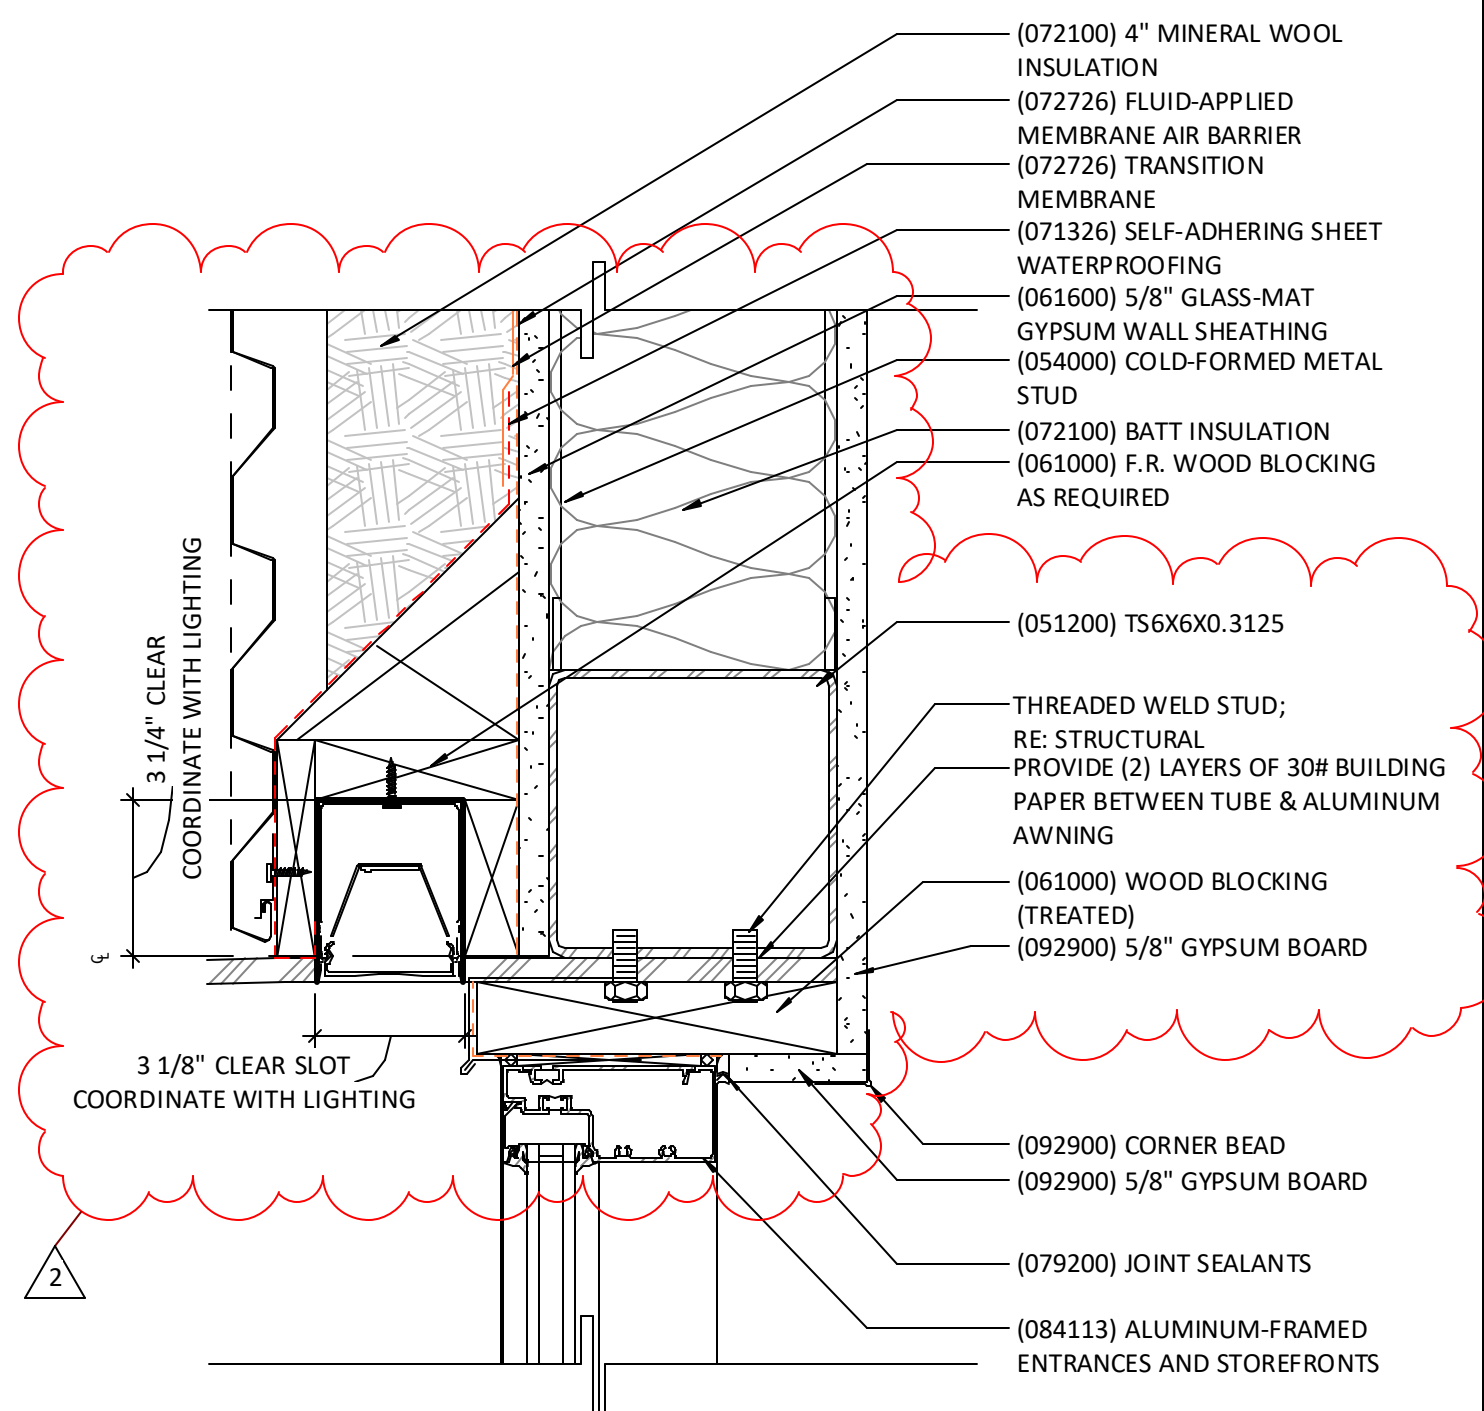 (072100) 4" MINERAL WOOL
INSULATION
(072726) FLUID-APPLIED
MEMBRANE AIR BARRIER
(072726) TRANSITION
MEMBRANE
(071326) SELF-ADHERING SHEET
WATERPROOFING
(061600) 5/8" GLASS-MAT
GYPSUM WALL SHEATHING
(054000) COLD-FORMED METAL
STUD
(072100) BATT INSULATION
(061000) F.R. WOOD BLOCKING
AS REQUIRED
(051200) TS6X6X0.3125
THREADED WELD STUD;
RE: STRUCTURAL
PROVIDE (2) LAYERS OF 30# BUILDING
PAPER BETWEEN TUBE & ALUMINUM
AWNING
(061000) WOOD BLOCKING
(TREATED)
(092900) 5/8" GYPSUM BOARD
(092900) CORNER BEAD
(092900) 5/8" GYPSUM BOARD
(079200) JOINT SEALANTS
(084113) ALUMINUM-FRAMED
ENTRANCES AND STOREFRONTS
3 1/4" CLEAR
COORDINATE WITH LIGHTING
℄
3 1/8" CLEAR SLOT
COORDINATE WITH LIGHTING
2